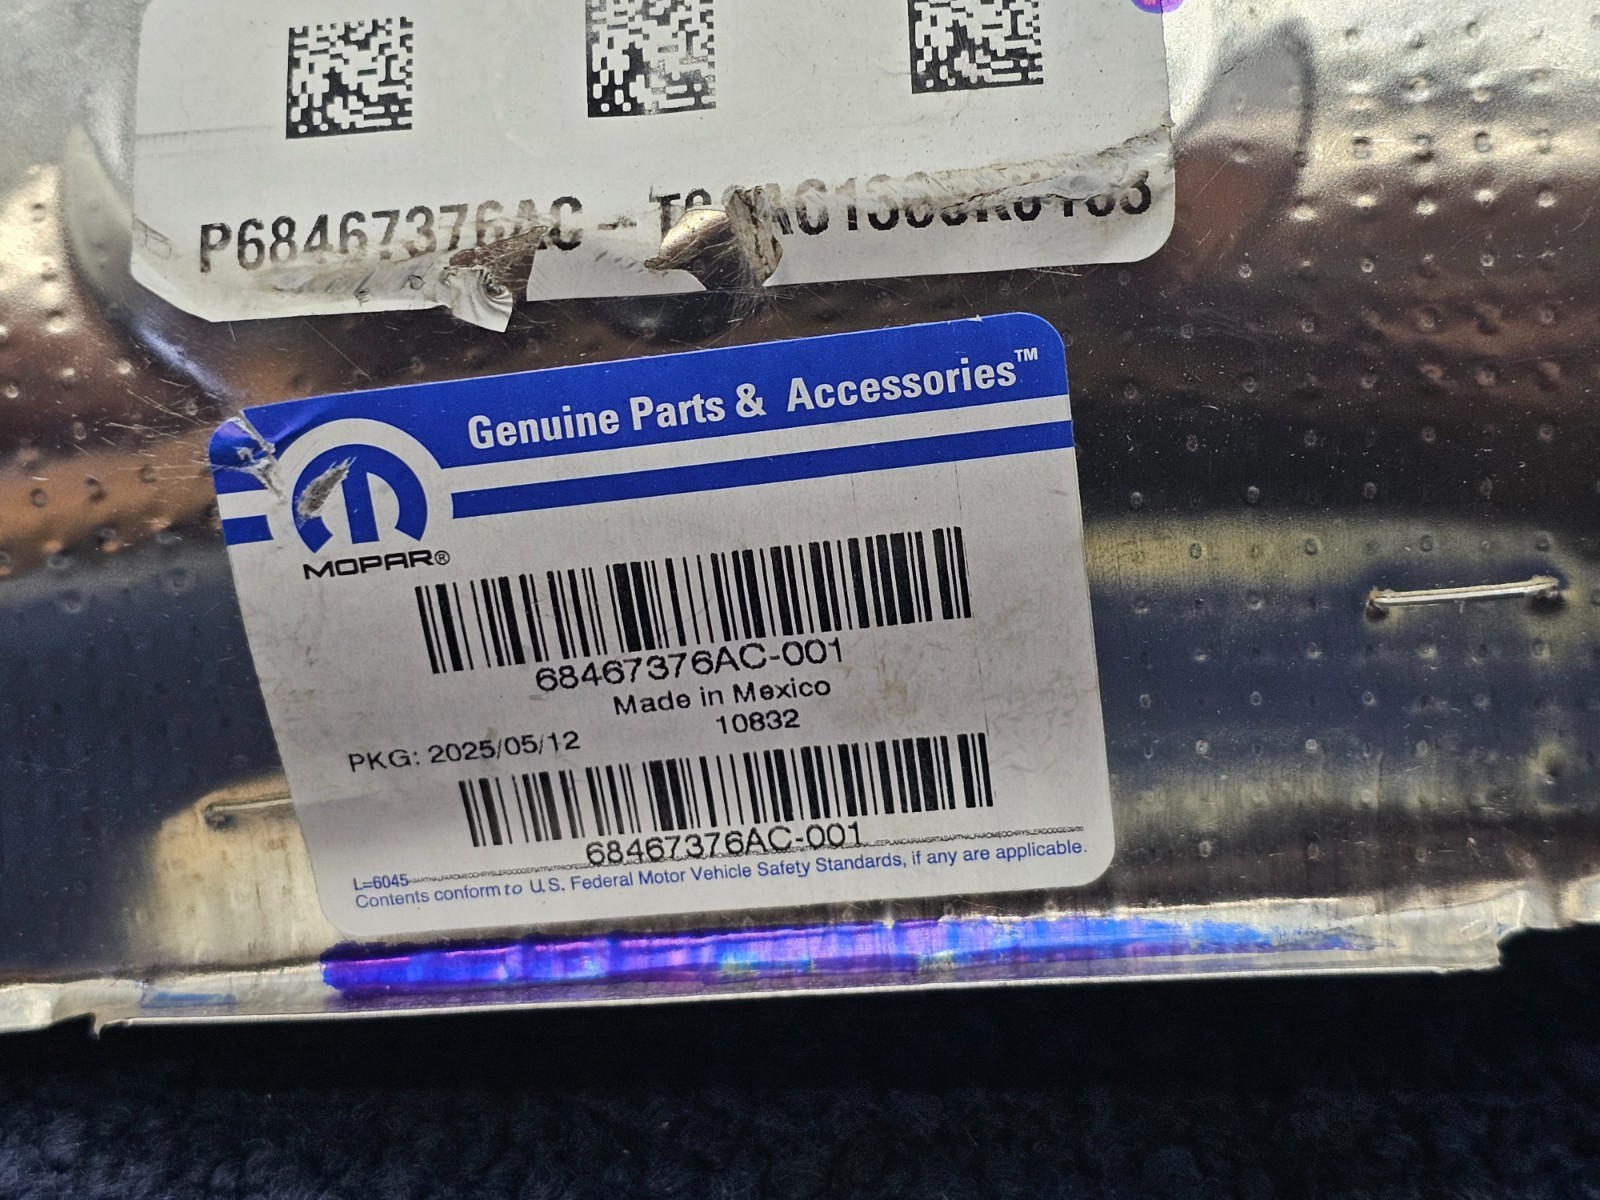 P68467376AC -
Genuine Parts & Accessories™
MOPAR®
68467376AC-001
Made in Mexico
10832
PKG: 2025/05/12
68467376AC-001
L=6045
Contents conform to U.S. Federal Motor Vehicle Safety Standards, if any are applicable.